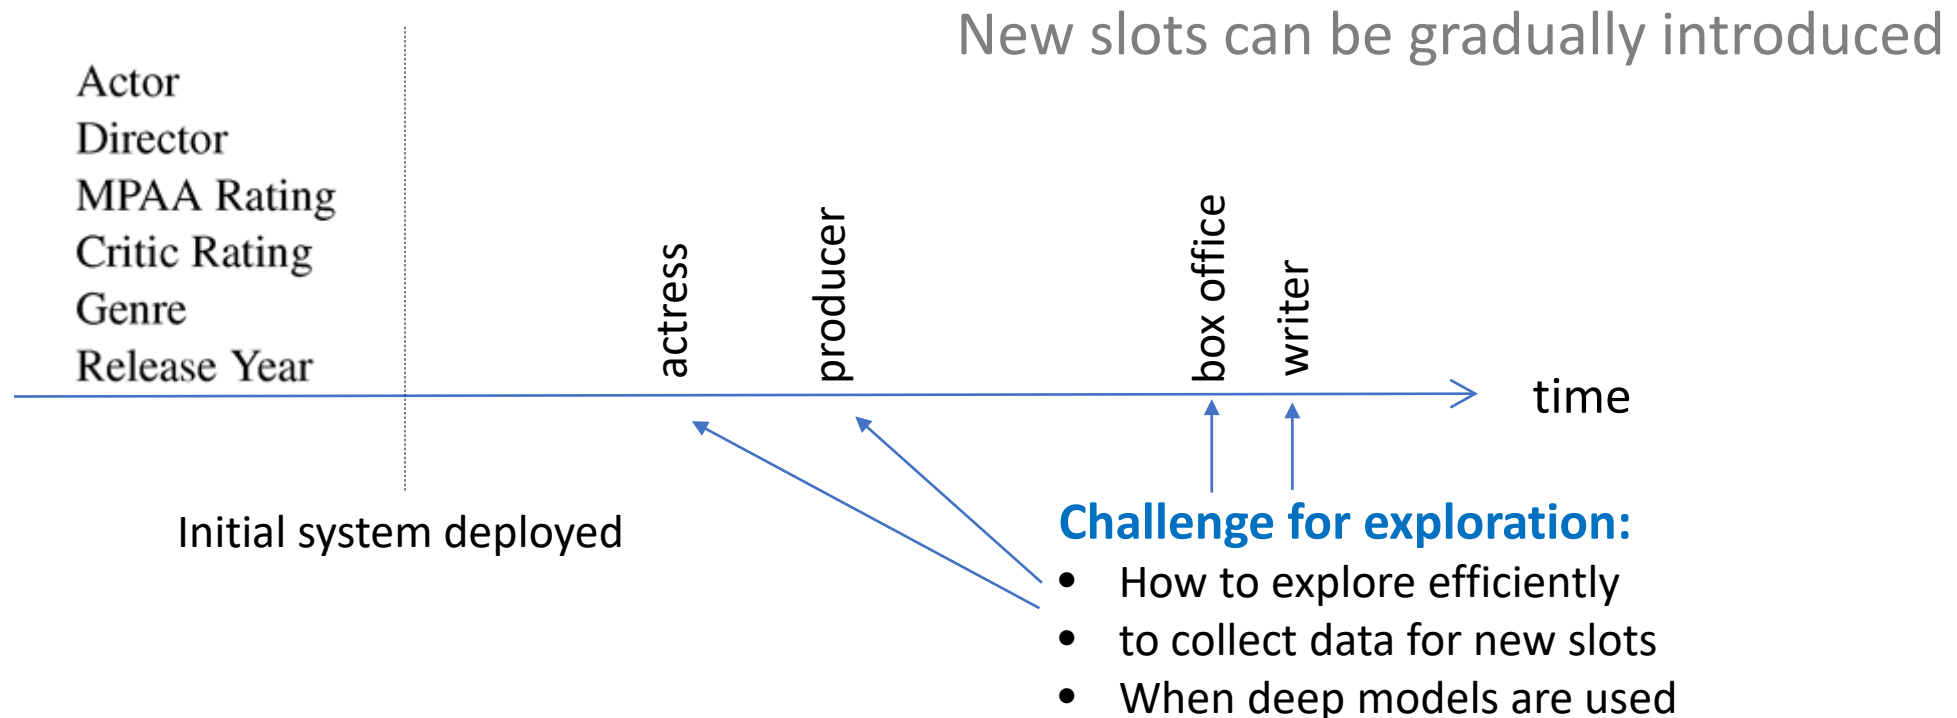 New slots can be gradually introduced
Actor
Director
MPAA Rating
Critic Rating
Genre
Release Year
actress
producer
box office
writer
time
Initial system deployed
Challenge for exploration:
• How to explore efficiently
• to collect data for new slots
• When deep models are used